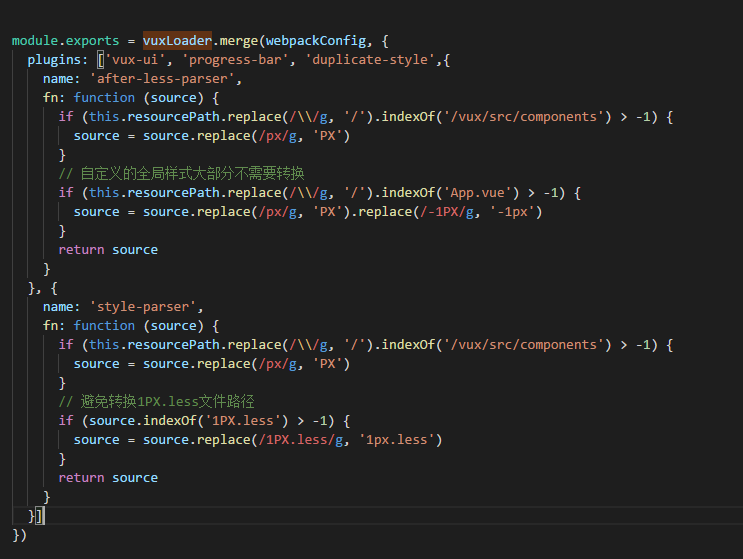 module.exports = vuxLoader.merge(webpackConfig, {
  plugins: ['vux-ui', 'progress-bar', 'duplicate-style',{
    name: 'after-less-parser',
    fn: function (source) {
      if (this.resourcePath.replace(/\\/g, '/').indexOf('/vux/src/components') > -1) {
        source = source.replace(/px/g, 'PX')
      }
      // 自定义的全局样式大部分不需要转换
      if (this.resourcePath.replace(/\\/g, '/').indexOf('App.vue') > -1) {
        source = source.replace(/px/g, 'PX').replace(/-1PX/g, '-1px')
      }
      return source
    }
  }, {
    name: 'style-parser',
    fn: function (source) {
      if (this.resourcePath.replace(/\\/g, '/').indexOf('/vux/src/components') > -1) {
        source = source.replace(/px/g, 'PX')
      }
      // 避免转换1PX.less文件路径
      if (source.indexOf('1PX.less') > -1) {
        source = source.replace(/1PX.less/g, '1px.less')
      }
      return source
    }
  }]
})